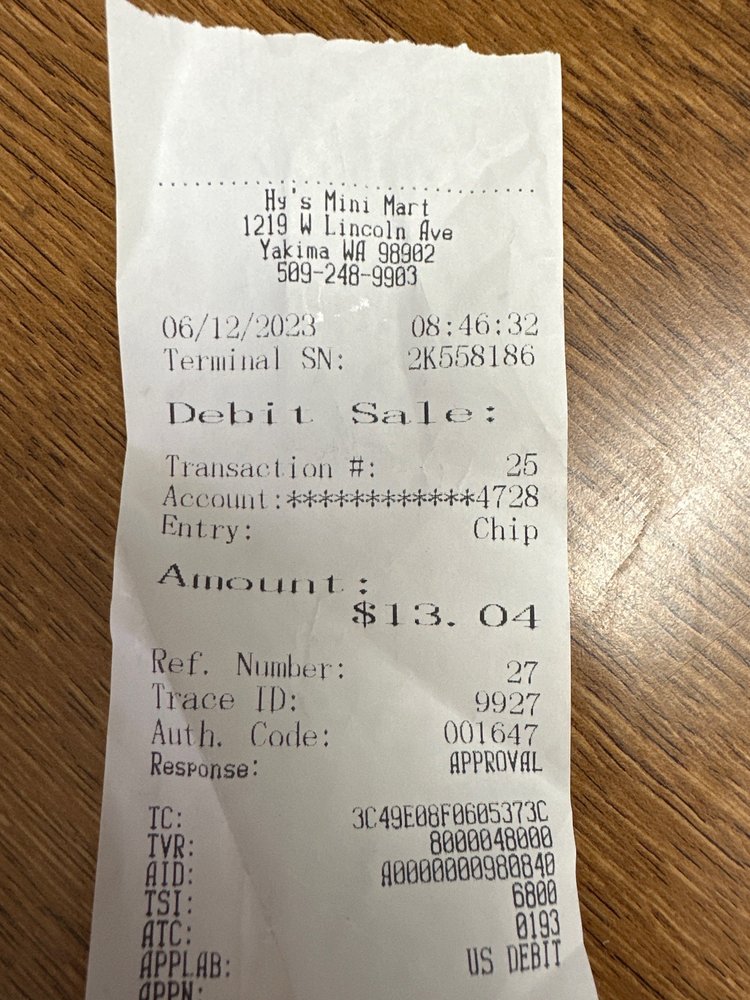 Hy's Mini Mart
1219 W Lincoln Ave
Yakima WA 98902
509-248-9903
06/12/2023 08:46:32
Terminal SN: 2K558186
Debit Sale:
Transaction #: 25
Account:************4728
Entry: Chip
Amount:
$13.04
Ref. Number: 27
Trace ID: 9927
Auth. Code: 001647
Response: APPROVAL
TC: 3C49E08F0605373C
TVR: 8000048000
AID: A0000000980840
TSI: 6800
ATC: 0193
APPLAB: US DEBIT
APPN: